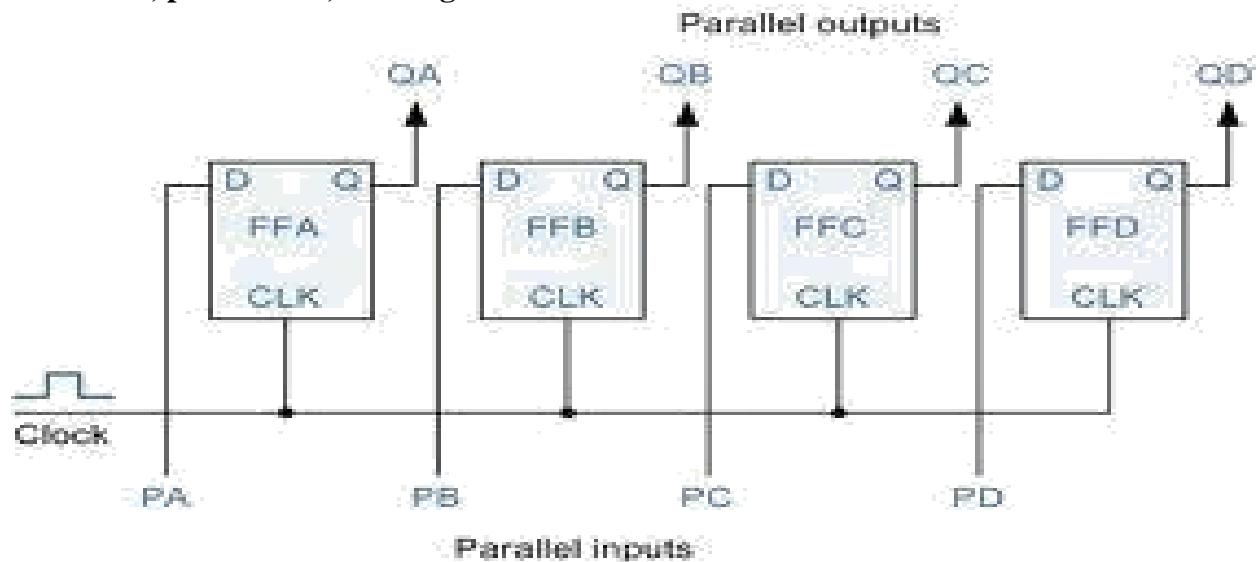 Parallel outputs
QA QB QC QD
D Q D Q D Q D Q
FFA FFB FFC FFD
CLK CLK CLK CLK
Clock
PA PB PC PD
Parallel inputs